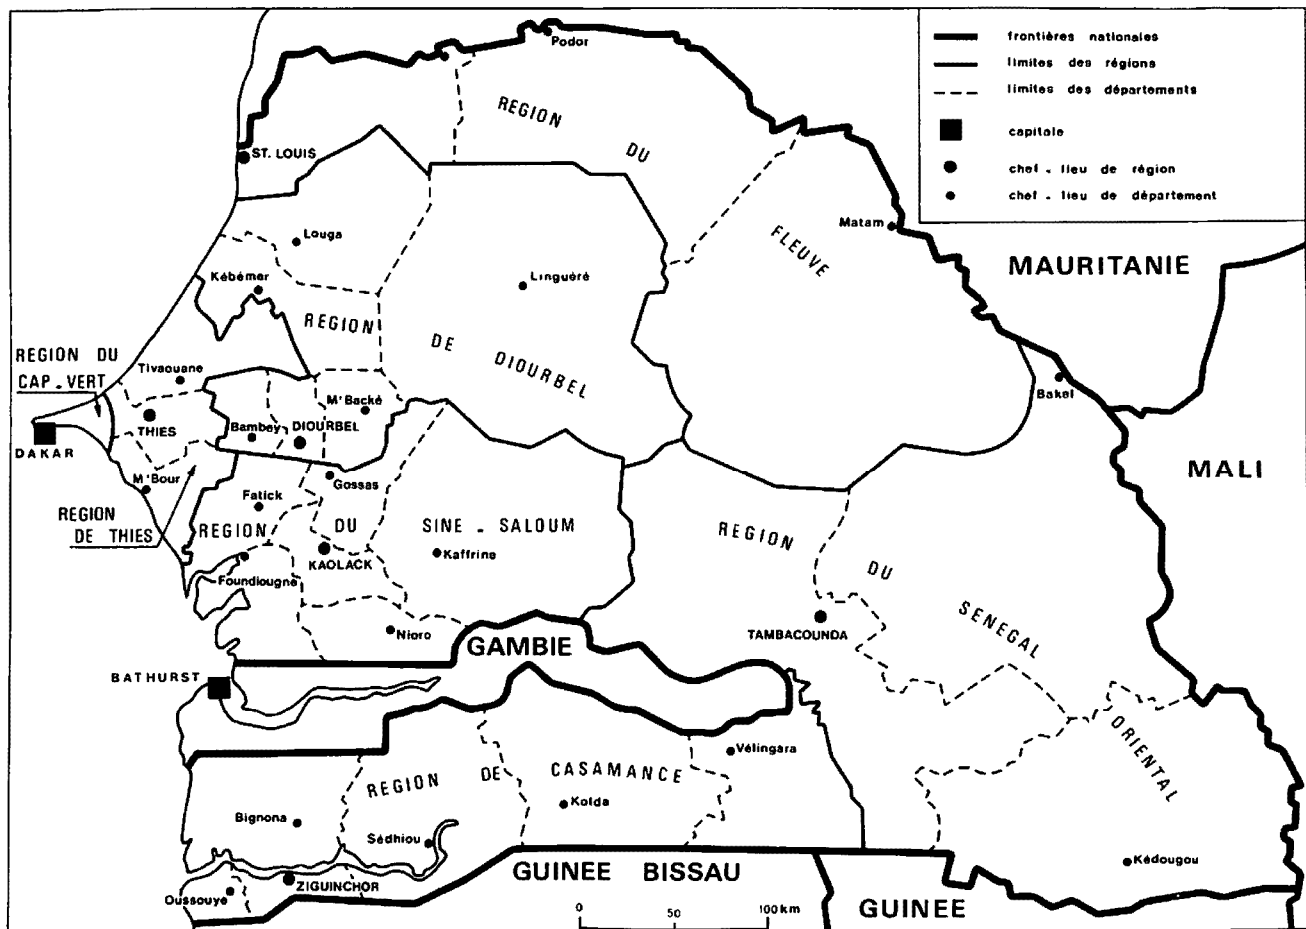 frontières nationales
limites des régions
limites des départements
capitale
chef - lieu de région
chef - lieu de département
Podor
REGION DU FLEUVE
ST. LOUIS
Matam
MAURITANIE
Louga
Linguéré
Kébémer
REGION DE DIOURBEL
REGION DU
CAP - VERT
Tivaouane
M'Backé
Bakel
THIES
Bambey
DIOURBEL
DAKAR
MALI
M'Bour
Gossas
Fatick
REGION
DE THIES
REGION DU SINE - SALOUM
REGION DU SENEGAL ORIENTAL
KAOLACK
Kaffrine
Foundiougne
Nioro
TAMBACOUNDA
GAMBIE
BATHURST
REGION DE CASAMANCE
Vélingara
Kolda
Bignona
Sédhiou
Kédougou
GUINEE BISSAU
ZIGUINCHOR
Oussouye
GUINEE
0 50 100 km